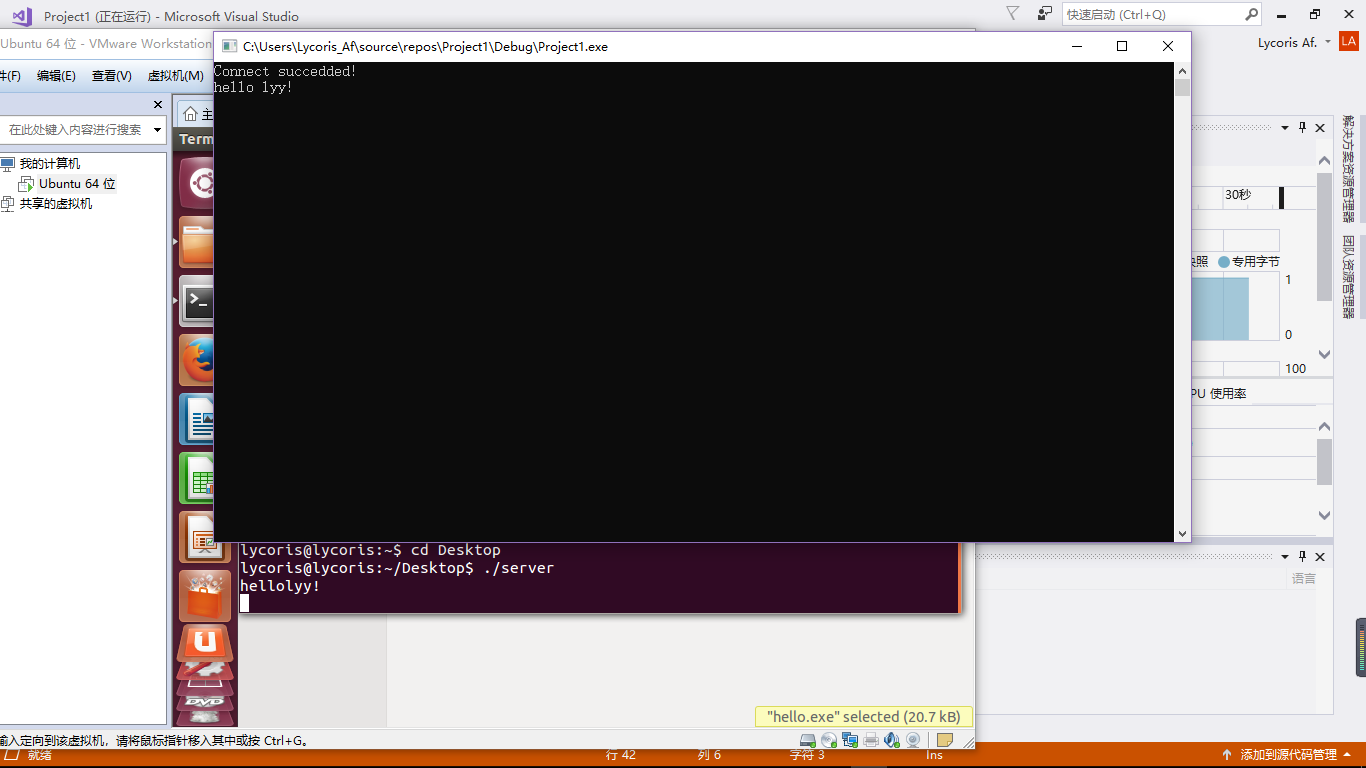 Project1 (正在运行) - Microsoft Visual Studio
快速启动 (Ctrl+Q)
Ubuntu 64 位 - VMware Workstation
C:\Users\Lycoris_Af\source\repos\Project1\Debug\Project1.exe
Lycoris Af.
LA
件(F) 编辑(E) 查看(V) 虚拟机(M)
Connect succedded!
hello lyy!
在此处键入内容进行搜索
主
Term
我的计算机
Ubuntu 64 位
共享的虚拟机
解决方案资源管理器
团队资源管理器
30秒
快照
专用字节
1
0
100
PU 使用率
lycoris@lycoris:~$ cd Desktop
lycoris@lycoris:~/Desktop$ ./server
hellolyy!
语言
DVD
"hello.exe" selected (20.7 kB)
输入定向到该虚拟机，请将鼠标指针移入其中或按 Ctrl+G。
就绪
行 42
列 6
字符 3
Ins
添加到源代码管理